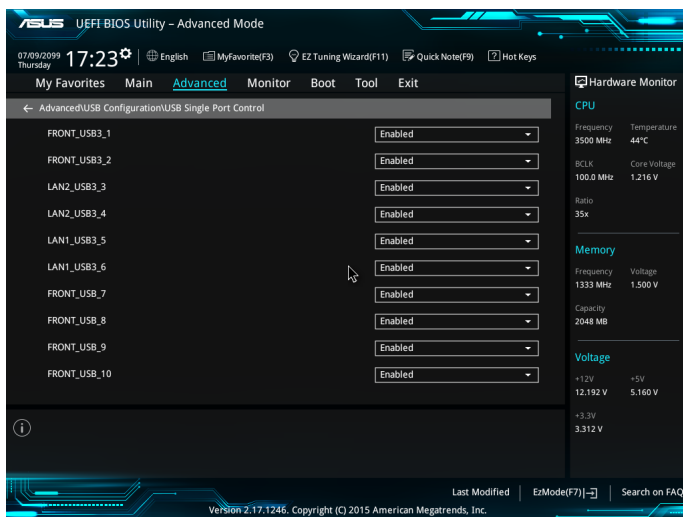 ASUS UEFI BIOS Utility – Advanced Mode
07/09/2099 Thursday 17:23 English MyFavorite(F3) EZ Tuning Wizard(F11) Quick Note(F9) ? Hot Keys
My Favorites Main Advanced Monitor Boot Tool Exit
← Advanced\USB Configuration\USB Single Port Control
FRONT_USB3_1 Enabled
FRONT_USB3_2 Enabled
LAN2_USB3_3 Enabled
LAN2_USB3_4 Enabled
LAN1_USB3_5 Enabled
LAN1_USB3_6 Enabled
FRONT_USB_7 Enabled
FRONT_USB_8 Enabled
FRONT_USB_9 Enabled
FRONT_USB_10 Enabled
Hardware Monitor
CPU
Frequency Temperature
3500 MHz 44°C
BCLK Core Voltage
100.0 MHz 1.216 V
Ratio
35x
Memory
Frequency Voltage
1333 MHz 1.500 V
Capacity
2048 MB
Voltage
+12V +5V
12.192 V 5.160 V
+3.3V
3.312 V
Last Modified EzMode(F7) Search on FAQ
Version 2.17.1246. Copyright (C) 2015 American Megatrends, Inc.